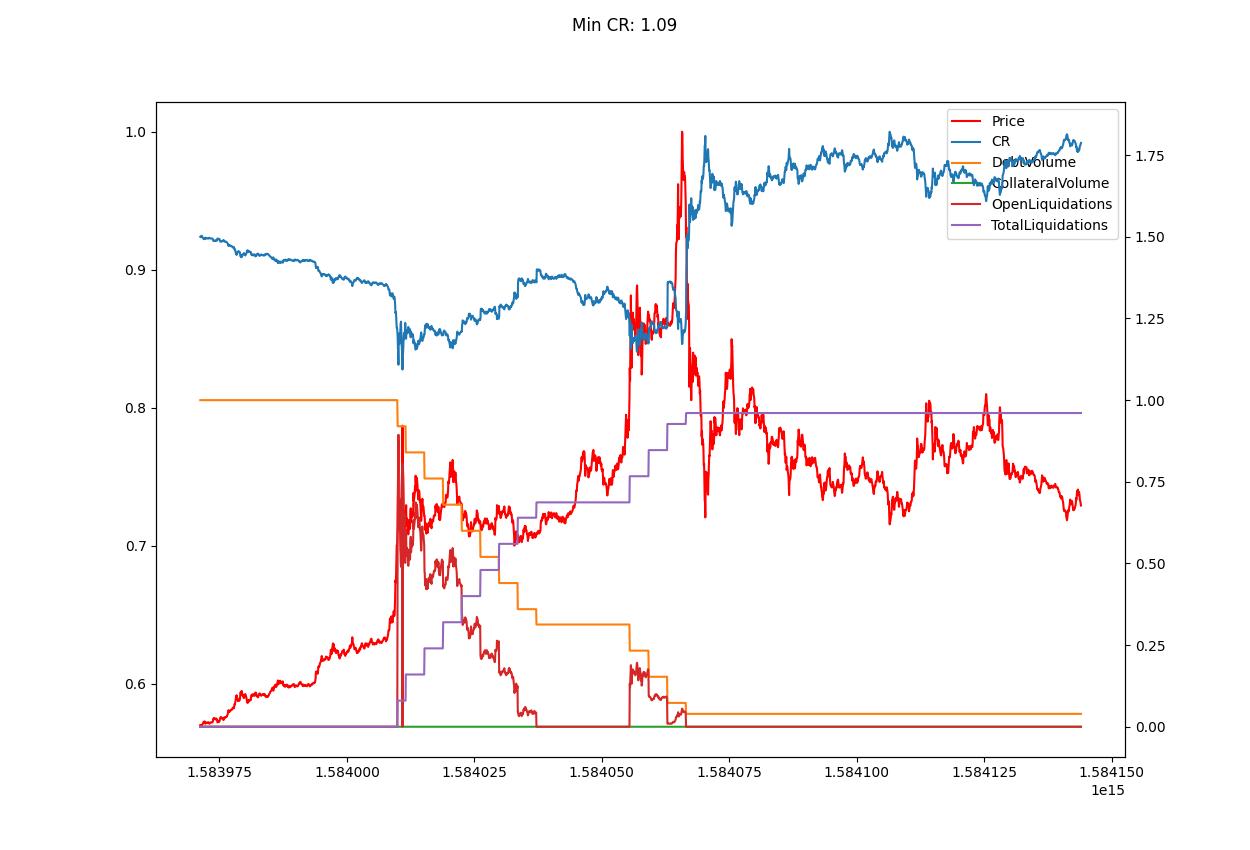 Min CR: 1.09
1.0
0.9
0.8
0.7
0.6
1.75
1.50
1.25
1.00
0.75
0.50
0.25
0.00
Price
CR
DebtVolume
CollateralVolume
OpenLiquidations
TotalLiquidations
1.583975
1.584000
1.584025
1.584050
1.584075
1.584100
1.584125
1.584150
1e15